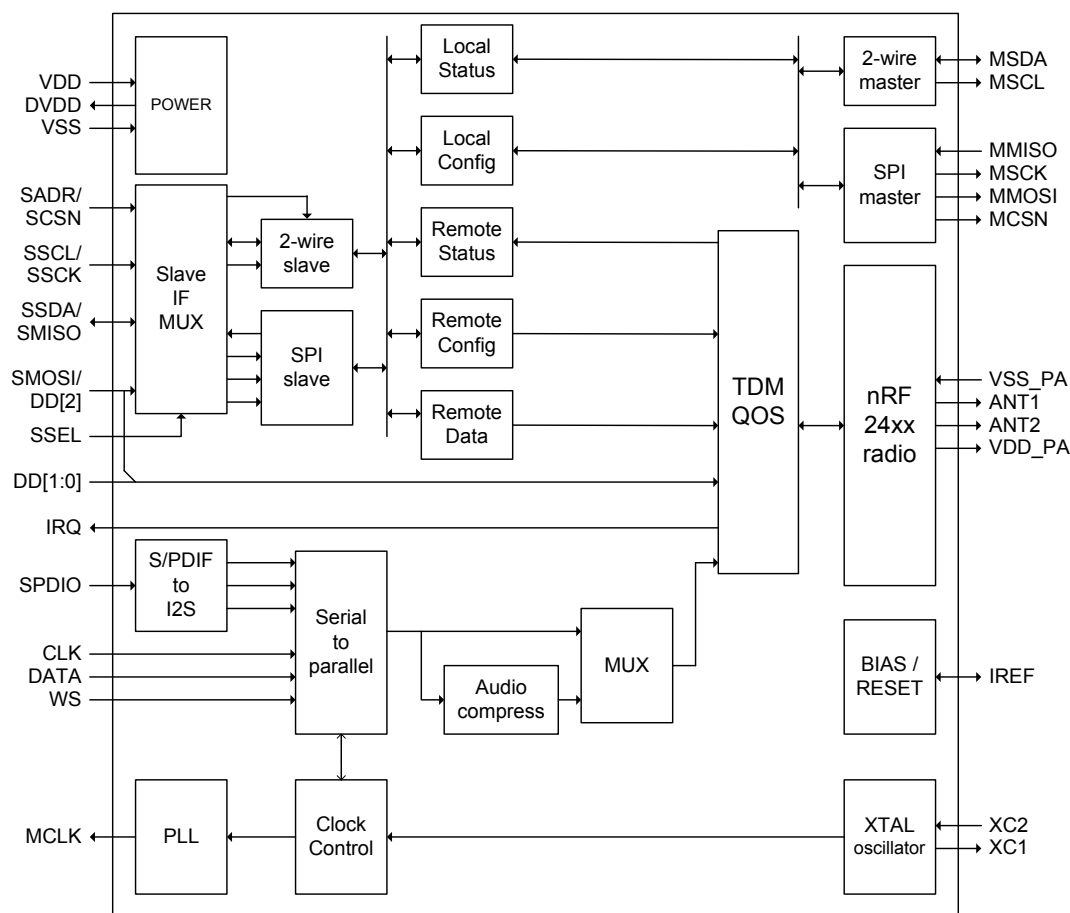 VDD
DVDD
VSS
SADR/
SCSN
SSCL/
SSCK
SSDA/
SMISO
SMOSI/
DD[2]
SSEL
DD[1:0]
IRQ
SPDIO
CLK
DATA
WS
MCLK
POWER
Slave
IF
MUX
2-wire
slave
SPI
slave
S/PDIF
to
I2S
Serial
to
parallel
PLL
Clock
Control
Local
Status
Local
Config
Remote
Status
Remote
Config
Remote
Data
Audio
compress
MUX
TDM
QOS
2-wire
master
SPI
master
nRF
24xx
radio
BIAS /
RESET
XTAL
oscillator
MSDA
MSCL
MMISO
MSCK
MMOSI
MCSN
VSS_PA
ANT1
ANT2
VDD_PA
IREF
XC2
XC1